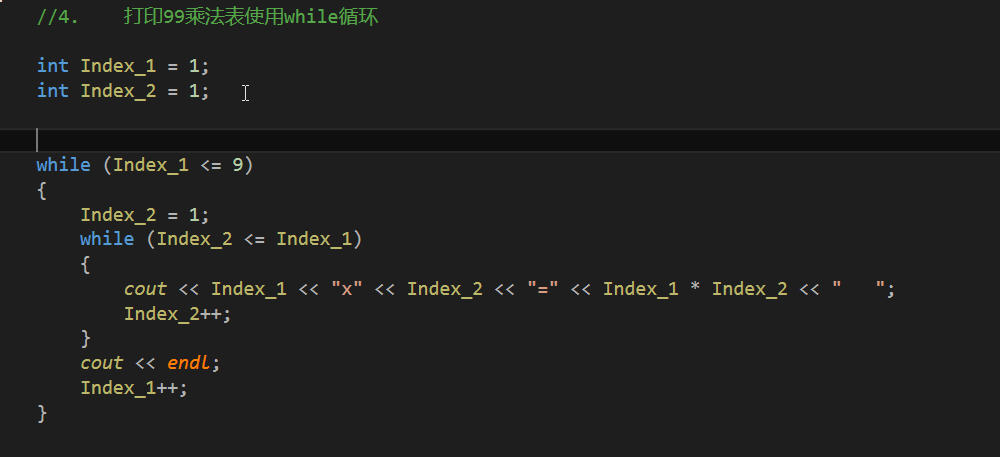 //4.    打印99乘法表使用while循环
int Index_1 = 1;
int Index_2 = 1;
while (Index_1 <= 9)
{
    Index_2 = 1;
    while (Index_2 <= Index_1)
    {
        cout << Index_1 << "x" << Index_2 << "=" << Index_1 * Index_2 << "   ";
        Index_2++;
    }
    cout << endl;
    Index_1++;
}